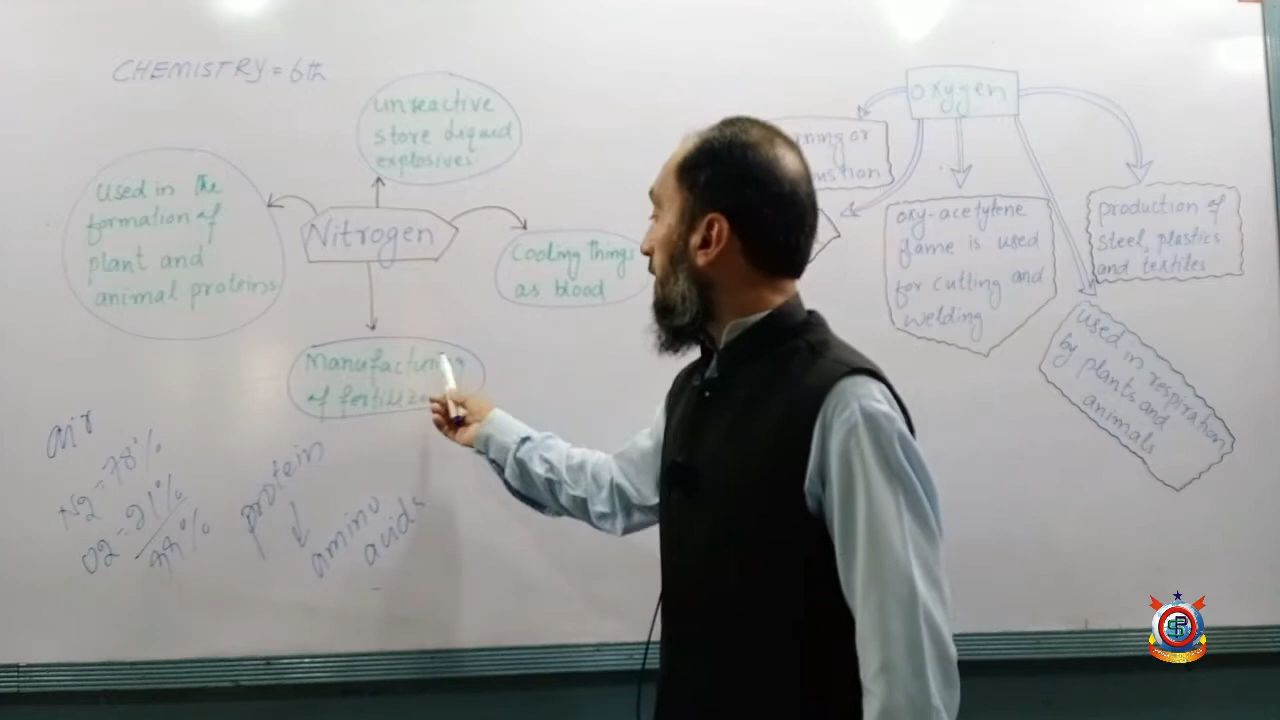 CHEMISTRY = 6th
unreactive
store liquid
explosives
used in the
formation of
plant and
animal proteins
Nitrogen
Cooling things
as blood
Manufacturing
of
air
N2 = 78%
O2 = 21%
99%
protein
amino
acids
oxygen
or
oxy-acetylene
flame is used
for cutting and
welding
production of
steel, plastics
and textiles
used in respiration
by plants and
animals